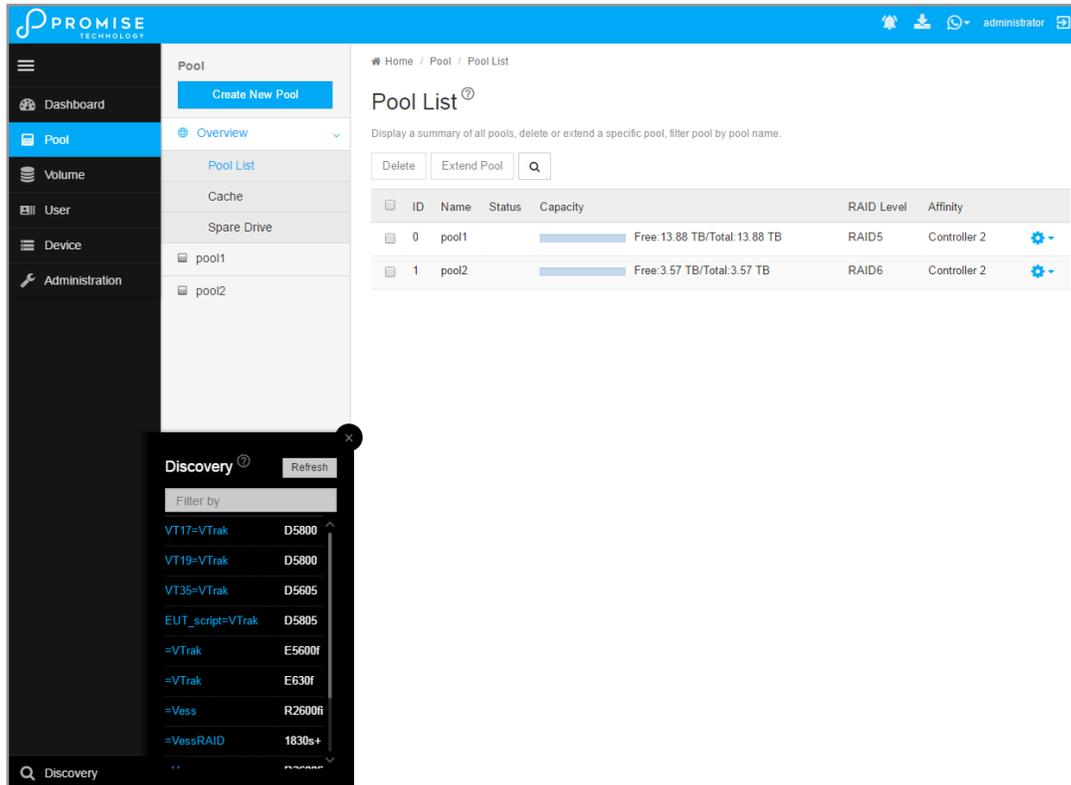 PROMISE
TECHNOLOGY
administrator
Dashboard
Pool
Volume
User
Device
Administration
Pool
Create New Pool
Overview
Pool List
Cache
Spare Drive
pool1
pool2
Home / Pool / Pool List
Pool List
Display a summary of all pools, delete or extend a specific pool, filter pool by pool name.
Delete Extend Pool
ID Name Status Capacity RAID Level Affinity
0 pool1 Free:13.88 TB/Total:13.88 TB RAID5 Controller 2
1 pool2 Free:3.57 TB/Total:3.57 TB RAID6 Controller 2
Discovery Refresh
Filter by
VT17=VTrak D5800
VT19=VTrak D5800
VT35=VTrak D5605
EUT_script=VTrak D5805
=VTrak E5600f
=VTrak E630f
=Vess R2600fi
=VessRAID 1830s+
Discovery